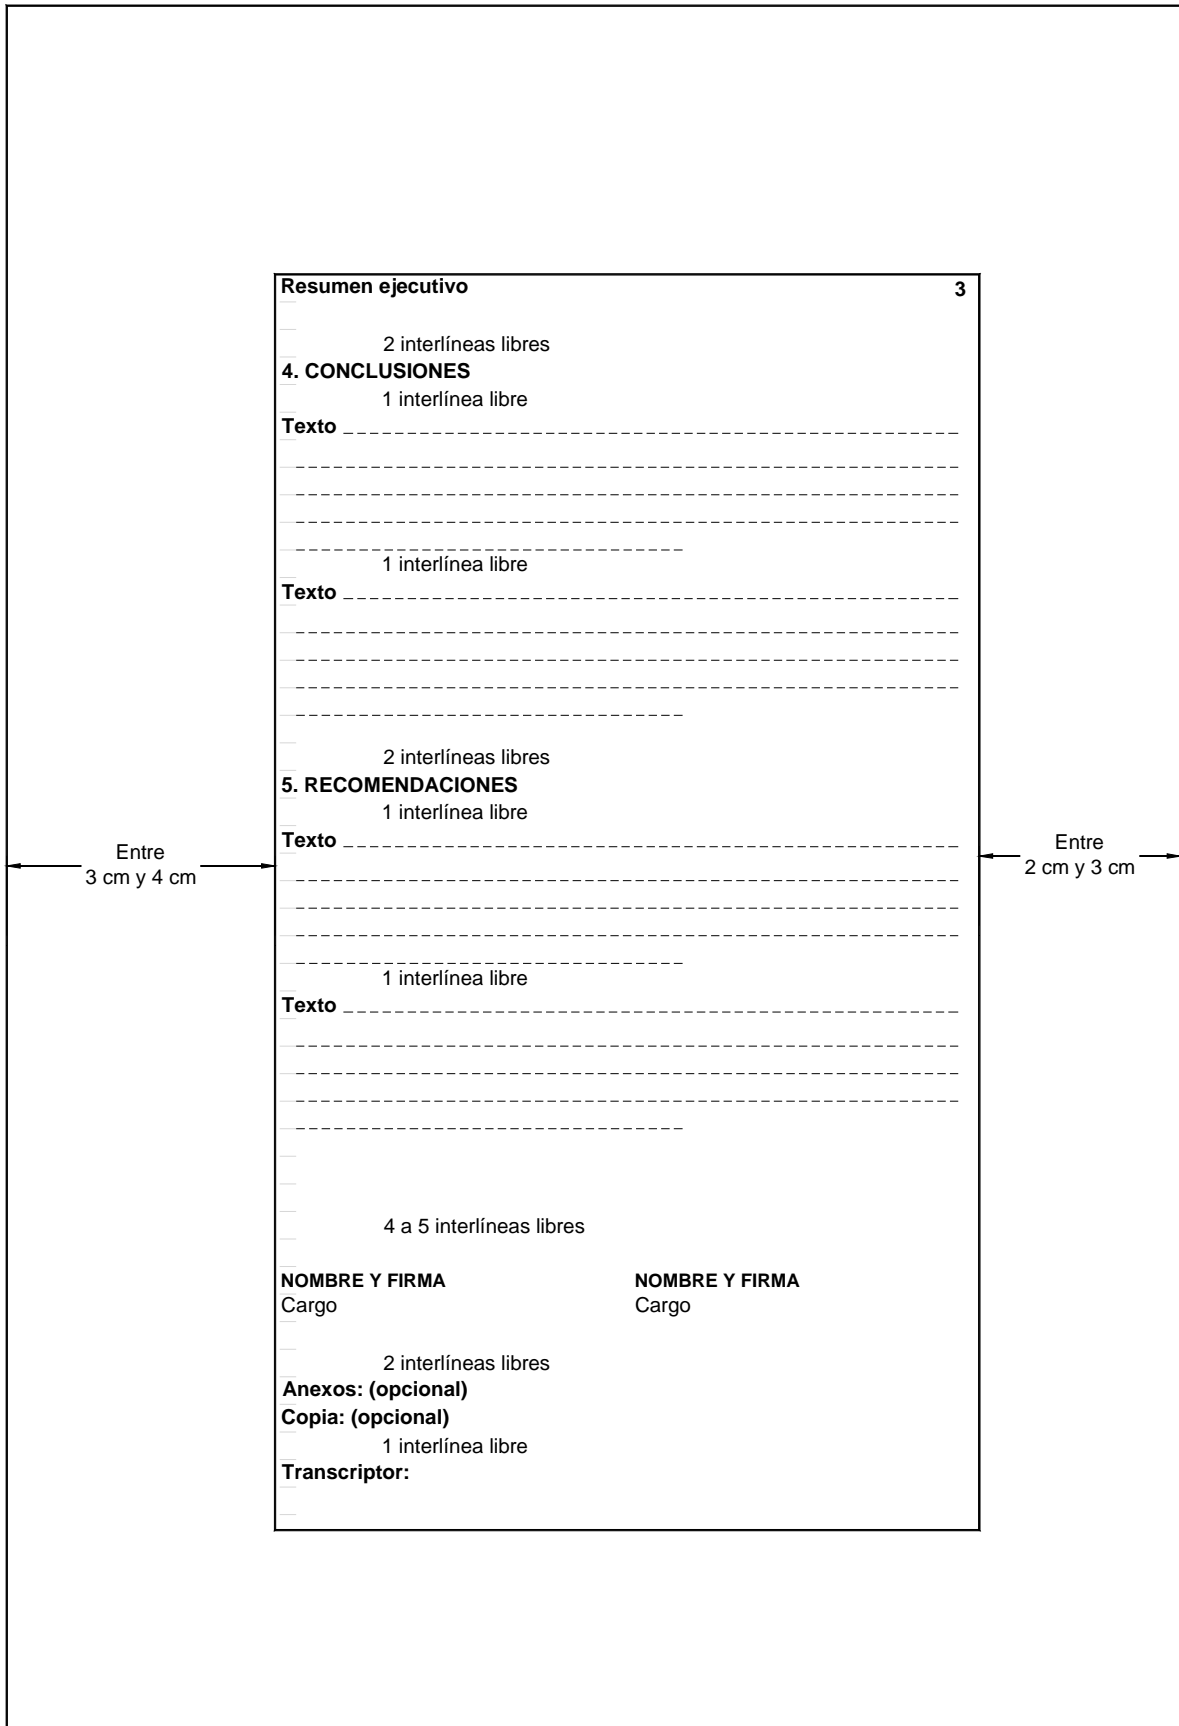 Resumen ejecutivo 3
2 interlíneas libres
4. CONCLUSIONES
1 interlínea libre
Texto
1 interlínea libre
Texto
2 interlíneas libres
5. RECOMENDACIONES
1 interlínea libre
Texto
Entre
3 cm y 4 cm
Entre
2 cm y 3 cm
1 interlínea libre
Texto
4 a 5 interlíneas libres
NOMBRE Y FIRMA NOMBRE Y FIRMA
Cargo Cargo
2 interlíneas libres
Anexos: (opcional)
Copia: (opcional)
1 interlínea libre
Transcriptor: